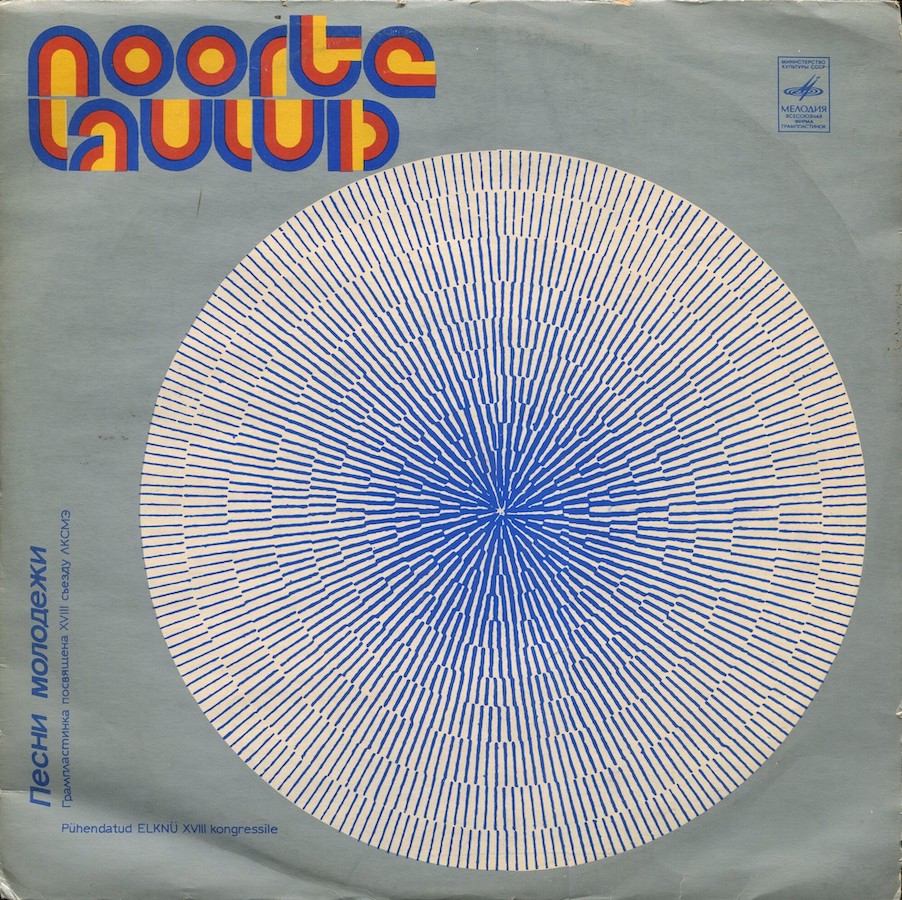 noorte
laulud
МИНИСТЕРСТВО
КУЛЬТУРЫ СССР
МЕЛОДИЯ
ВСЕСОЮЗНАЯ
ФИРМА
ГРАМПЛАСТИНОК
Песни молодежи
Грампластинка посвящена XVIII съезду ЛКСМЭ
Pühendatud ELKNÜ XVIII kongressile